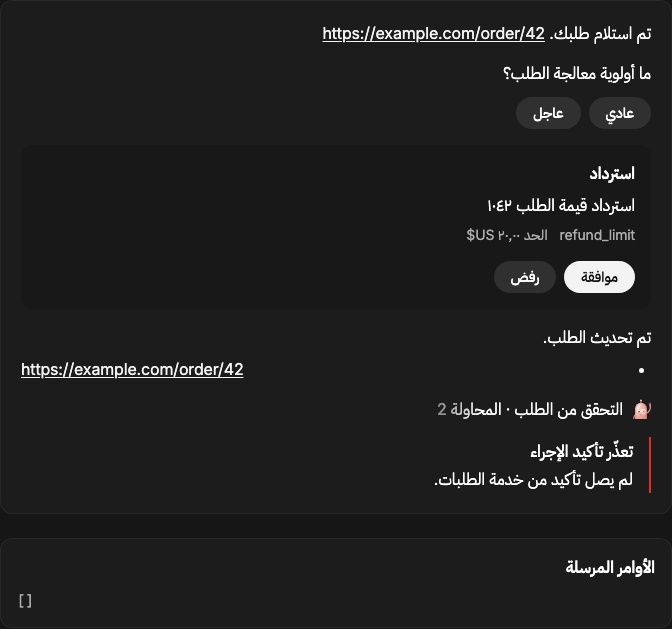 تم استلام طلبك. https://example.com/order/42
ما أولوية معالجة الطلب؟
عادي
عاجل
استرداد
استرداد قيمة الطلب ١٠٤٢
refund_limit الحد ٢٠,٠٠ US$
موافقة
رفض
تم تحديث الطلب.
https://example.com/order/42
التحقق من الطلب · المحاولة 2
تعذّر تأكيد الإجراء
لم يصل تأكيد من خدمة الطلبات.
الأوامر المرسلة
[]